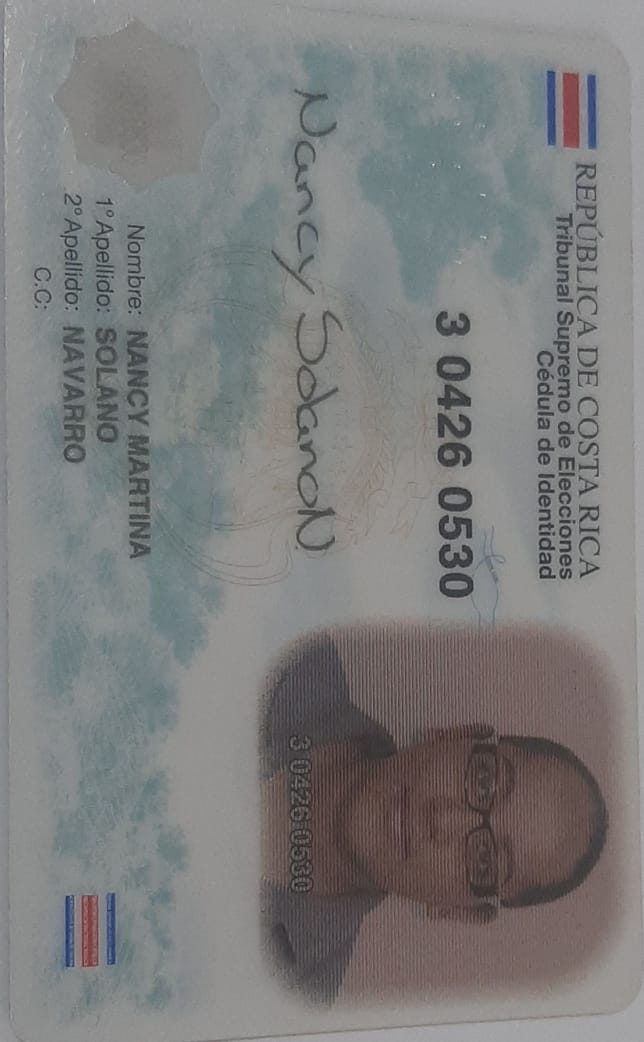 REPÚBLICA DE COSTA RICA
Tribunal Supremo de Elecciones
Cédula de Identidad
3 0426 0530
Nancy Solano N.
3 0426 0530
Nombre: NANCY MARTINA
1° Apellido: SOLANO
2° Apellido: NAVARRO
C.C: